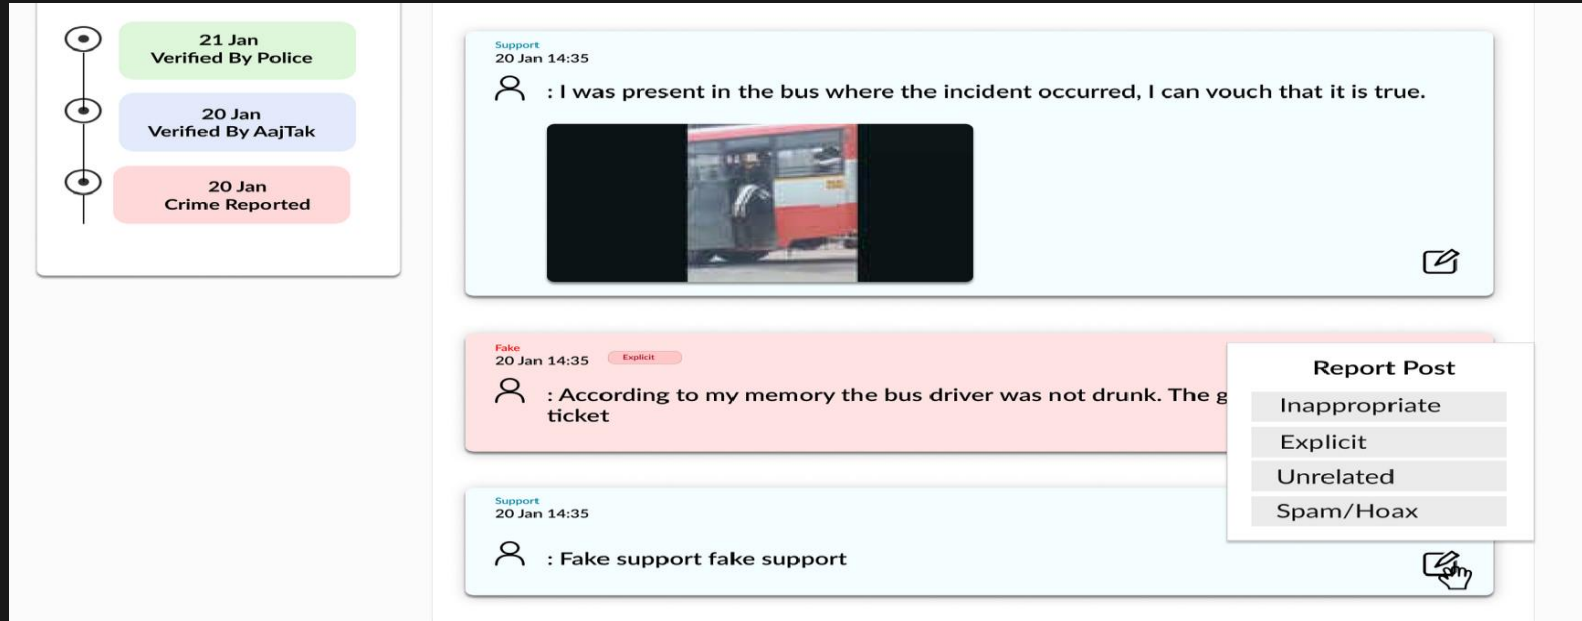 21 Jan
Verified By Police
20 Jan
Verified By AajTak
20 Jan
Crime Reported
Support
20 Jan 14:35
: I was present in the bus where the incident occurred, I can vouch that it is true.
Fake
20 Jan 14:35 Explicit
: According to my memory the bus driver was not drunk. The g
ticket
Support
20 Jan 14:35
: Fake support fake support
Report Post
Inappropriate
Explicit
Unrelated
Spam/Hoax